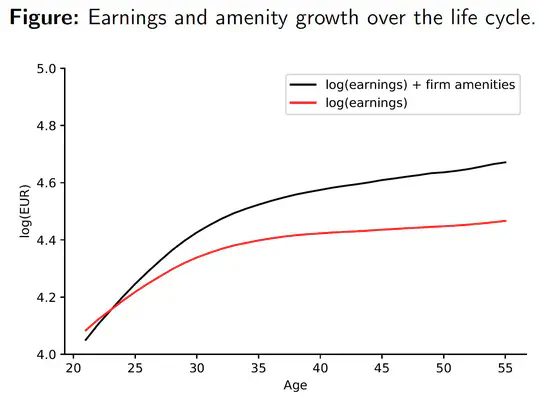 Figure: Earnings and amenity growth over the life cycle.
5.0
4.8
4.6
4.4
4.2
4.0
log(EUR)
log(earnings) + firm amenities
log(earnings)
20 25 30 35 40 45 50 55
Age